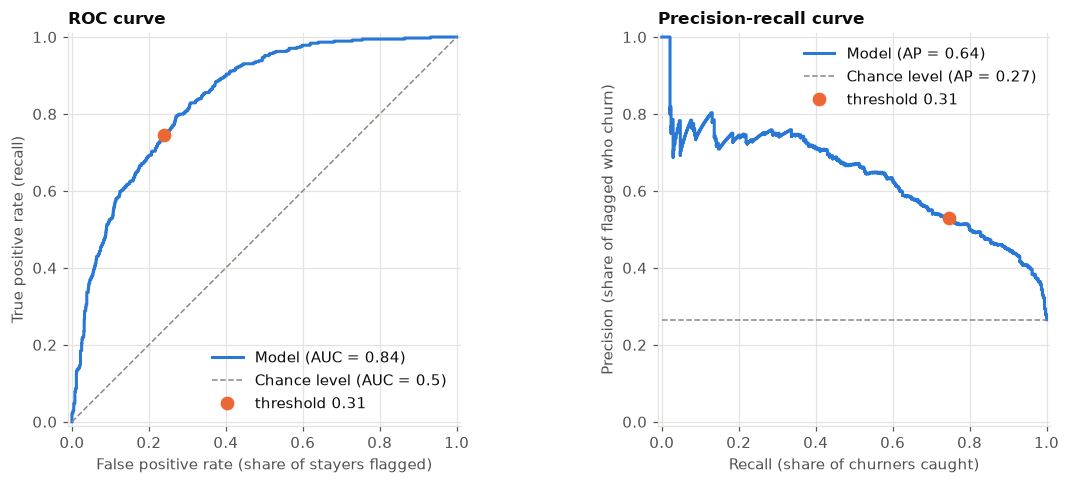 ROC curve
1.0
0.8
0.6
0.4
0.2
0.0
True positive rate (recall)
Model (AUC = 0.84)
Chance level (AUC = 0.5)
threshold 0.31
0.0 0.2 0.4 0.6 0.8 1.0
False positive rate (share of stayers flagged)
Precision-recall curve
1.0
0.8
0.6
0.4
0.2
0.0
Precision (share of flagged who churn)
Model (AP = 0.64)
Chance level (AP = 0.27)
threshold 0.31
0.0 0.2 0.4 0.6 0.8 1.0
Recall (share of churners caught)